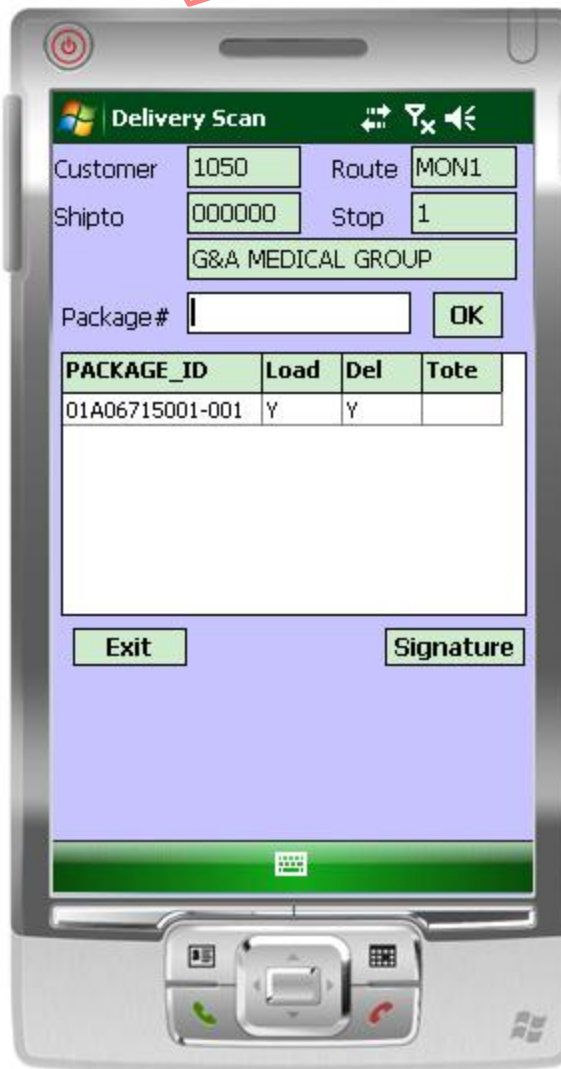 Delivery Scan
Customer 1050 Route MON1
Shipto 000000 Stop 1
G&A MEDICAL GROUP
Package# OK
PACKAGE_ID Load Del Tote
01A06715001-001 Y Y
Exit Signature